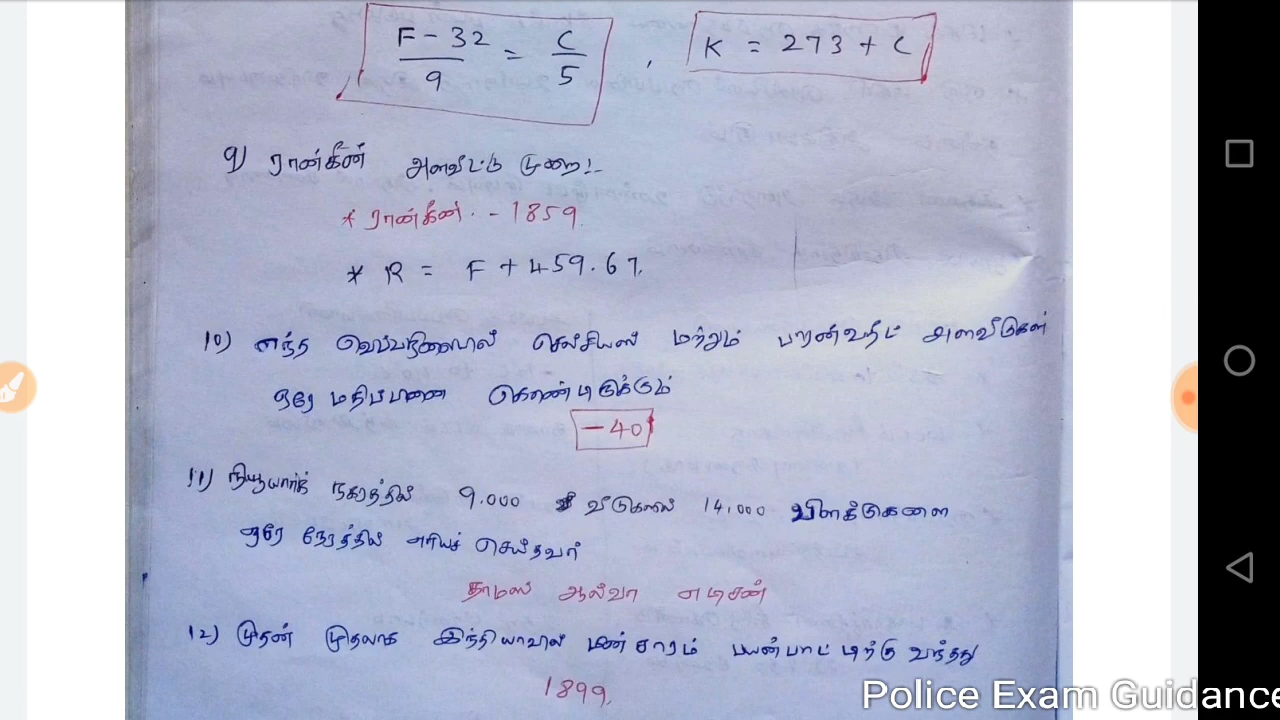 F - 32 / 9 = C / 5 , K = 273 + C
9) ரான்கீன் அளவீட்டு முறை:-
* ரான்கீன் - 1859.
* R = F + 459.67.
10) எந்த வெப்பநிலையில் செல்சியஸ் மற்றும் பாரன்ஹீட் அளவீடுகள்
ஒரே மதிப்பினை கொண்டிருக்கும்
-40
11) நியூயார்க் நகரத்தில் 9.000 வீடுகளில் 14,000 விளக்குகளை
ஒரே நேரத்தில் எரியச் செய்தவர்
தாமஸ் ஆல்வா எடிசன்
12) முதன் முதலாக இந்தியாவில் மின்சாரம் பயன்பாட்டிற்கு வந்தது
1899.
Police Exam Guidance